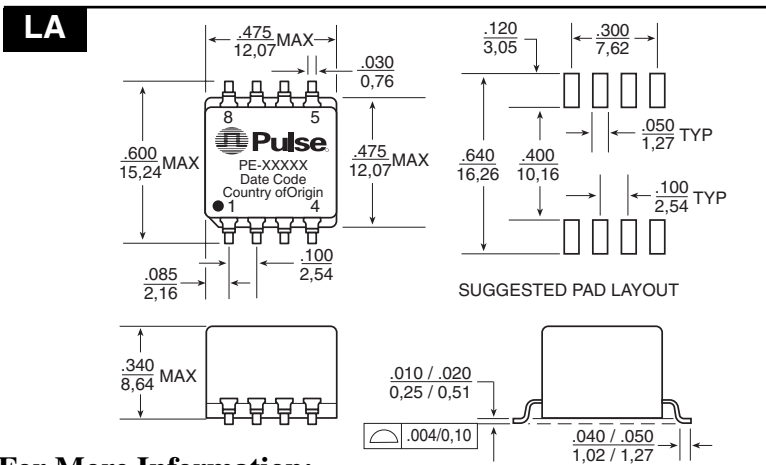 LA
.475
12,07 MAX
.030
0,76
8 5
Pulse
PE-XXXXX
Date Code
Country ofOrigin
1 4
.600
15,24 MAX
.475
12,07 MAX
.085
2,16
.100
2,54
.120
3,05
.300
7,62
.050
1,27 TYP
.640
16,26
.400
10,16
.100
2,54 TYP
SUGGESTED PAD LAYOUT
.340
8,64 MAX
.010 / .020
0,25 / 0,51
.004/0,10
.040 / .050
1,02 / 1,27
For More Information: